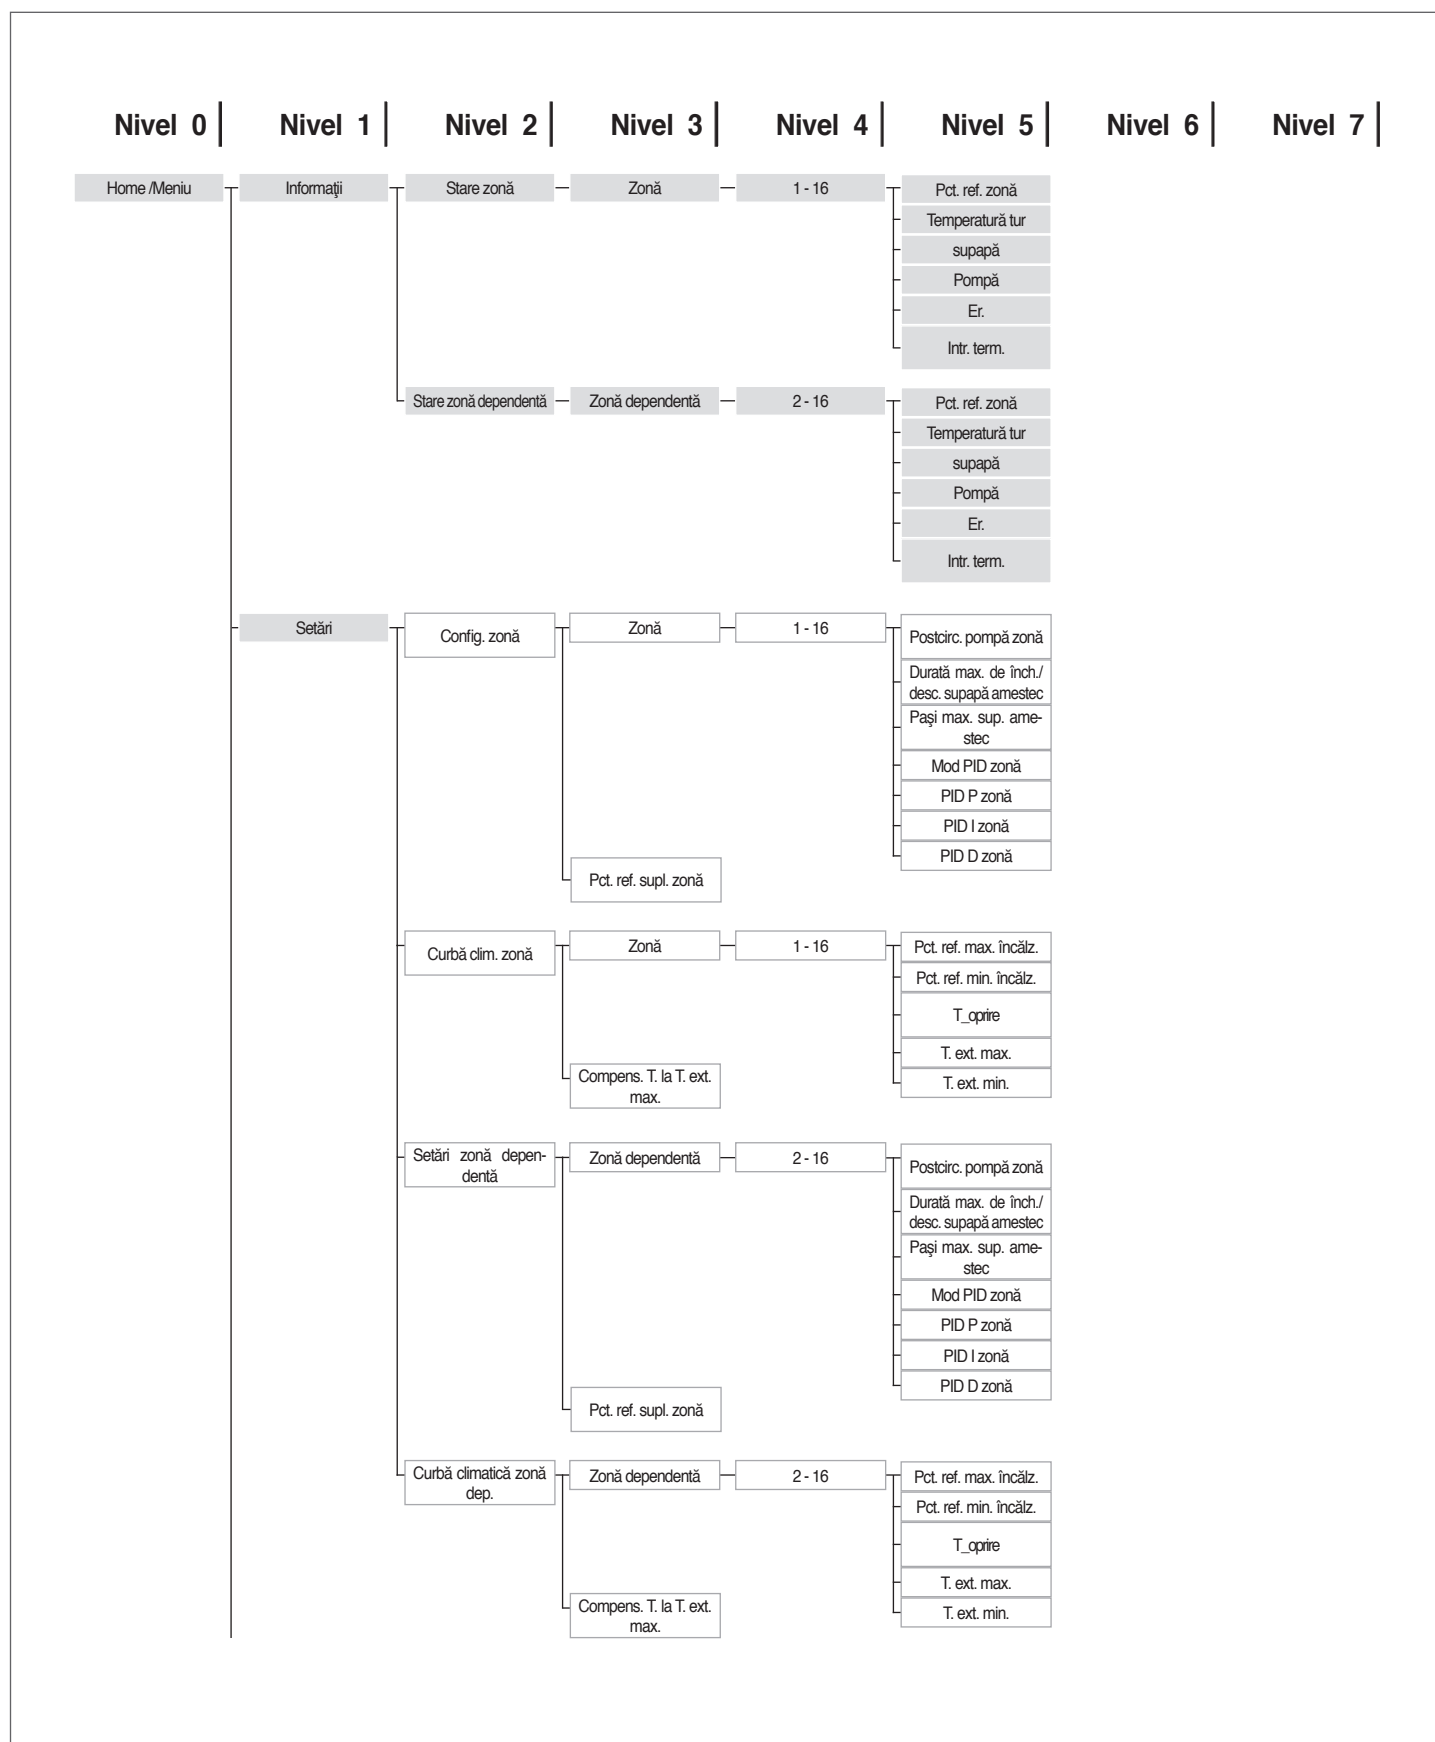 Nivel 0 Nivel 1 Nivel 2 Nivel 3 Nivel 4 Nivel 5 Nivel 6 Nivel 7
Home /Meniu Informaţii Stare zonă Zonă 1 - 16 Pct. ref. zonă
Temperatură tur
supapă
Pompă
Er.
Intr. term.
Stare zonă dependentă Zonă dependentă 2 - 16 Pct. ref. zonă
Temperatură tur
supapă
Pompă
Er.
Intr. term.
Setări Config. zonă Zonă 1 - 16 Postcirc. pompă zonă
Durată max. de înch./
desc. supapă amestec
Paşi max. sup. ame-
stec
Mod PID zonă
PID P zonă
PID I zonă
PID D zonă
Pct. ref. supl. zonă
Curbă clim. zonă Zonă 1 - 16 Pct. ref. max. încălz.
Pct. ref. min. încălz.
T_oprire
T. ext. max.
T. ext. min.
Compens. T. la T. ext.
max.
Setări zonă depen-
dentă
Zonă dependentă 2 - 16 Postcirc. pompă zonă
Durată max. de înch./
desc. supapă amestec
Paşi max. sup. ame-
stec
Mod PID zonă
PID P zonă
PID I zonă
PID D zonă
Pct. ref. supl. zonă
Curbă climatică zonă
dep.
Zonă dependentă 2 - 16 Pct. ref. max. încălz.
Pct. ref. min. încălz.
T_oprire
T. ext. max.
T. ext. min.
Compens. T. la T. ext.
max.